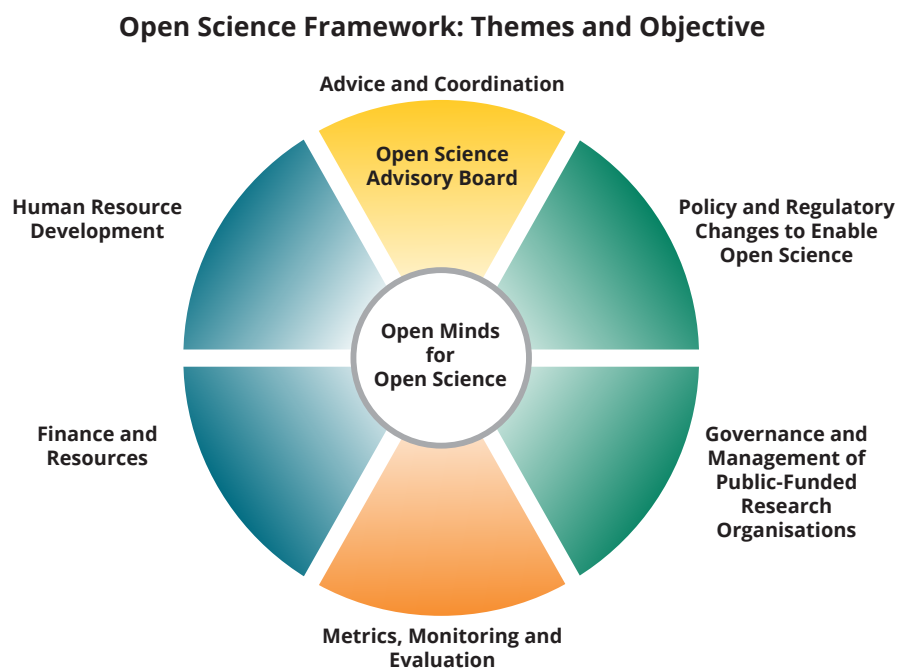 Open Science Framework: Themes and Objective
Advice and Coordination
Open Science
Advisory Board
Human Resource
Development
Policy and Regulatory
Changes to Enable
Open Science
Open Minds
for
Open Science
Finance and
Resources
Governance and
Management of
Public-Funded
Research
Organisations
Metrics, Monitoring and
Evaluation